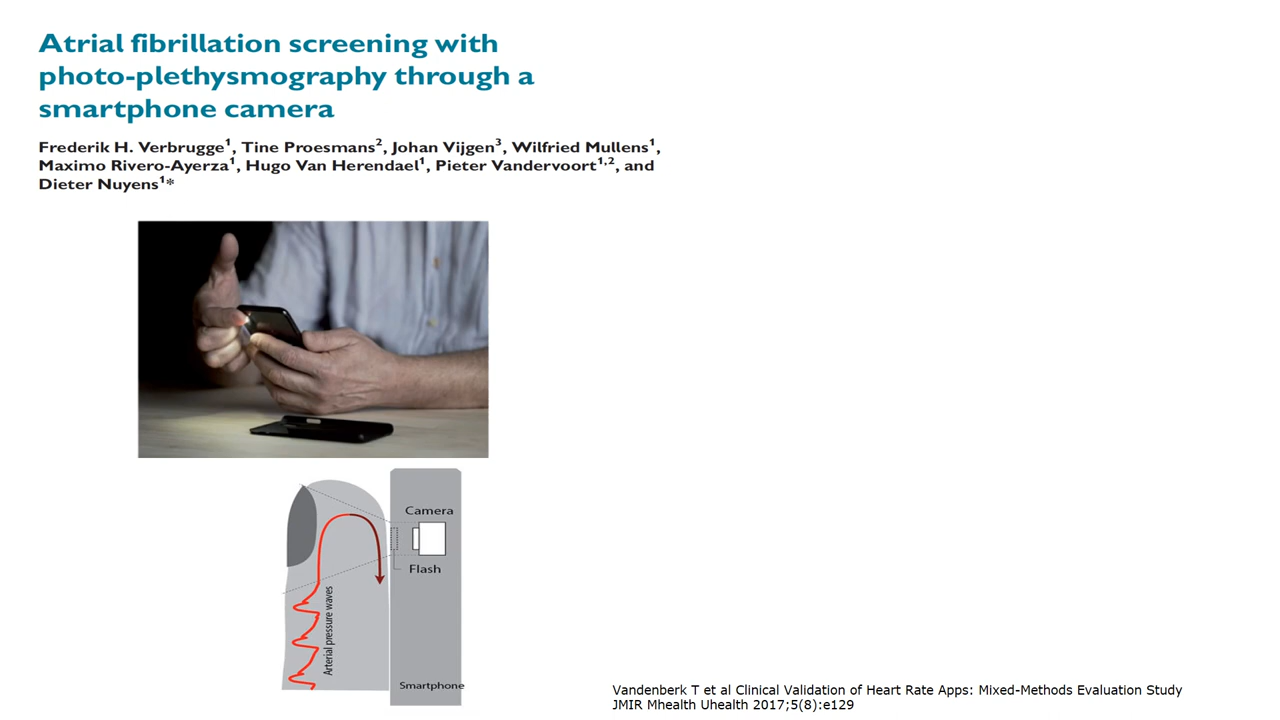 Atrial fibrillation screening with
photo-plethysmography through a
smartphone camera
Frederik H. Verbrugge1, Tine Proesmans2, Johan Vijgen3, Wilfried Mullens1,
Maximo Rivero-Ayerza1, Hugo Van Herendael1, Pieter Vandervoort1,2, and
Dieter Nuyens1*
Camera
Flash
Arterial pressure waves
Smartphone
Vandenberk T et al Clinical Validation of Heart Rate Apps: Mixed-Methods Evaluation Study
JMIR Mhealth Uhealth 2017;5(8):e129